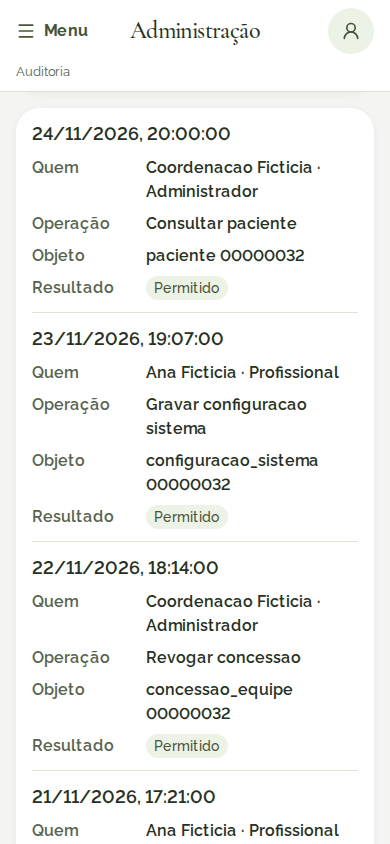 Menu
Administração
Auditoria
24/11/2026, 20:00:00
Quem Coordenacao Ficticia ·
Administrador
Operação Consultar paciente
Objeto paciente 00000032
Resultado Permitido
23/11/2026, 19:07:00
Quem Ana Ficticia · Profissional
Operação Gravar configuracao
sistema
Objeto configuracao_sistema
00000032
Resultado Permitido
22/11/2026, 18:14:00
Quem Coordenacao Ficticia ·
Administrador
Operação Revogar concessao
Objeto concessao_equipe
00000032
Resultado Permitido
21/11/2026, 17:21:00
Quem Ana Ficticia · Profissional